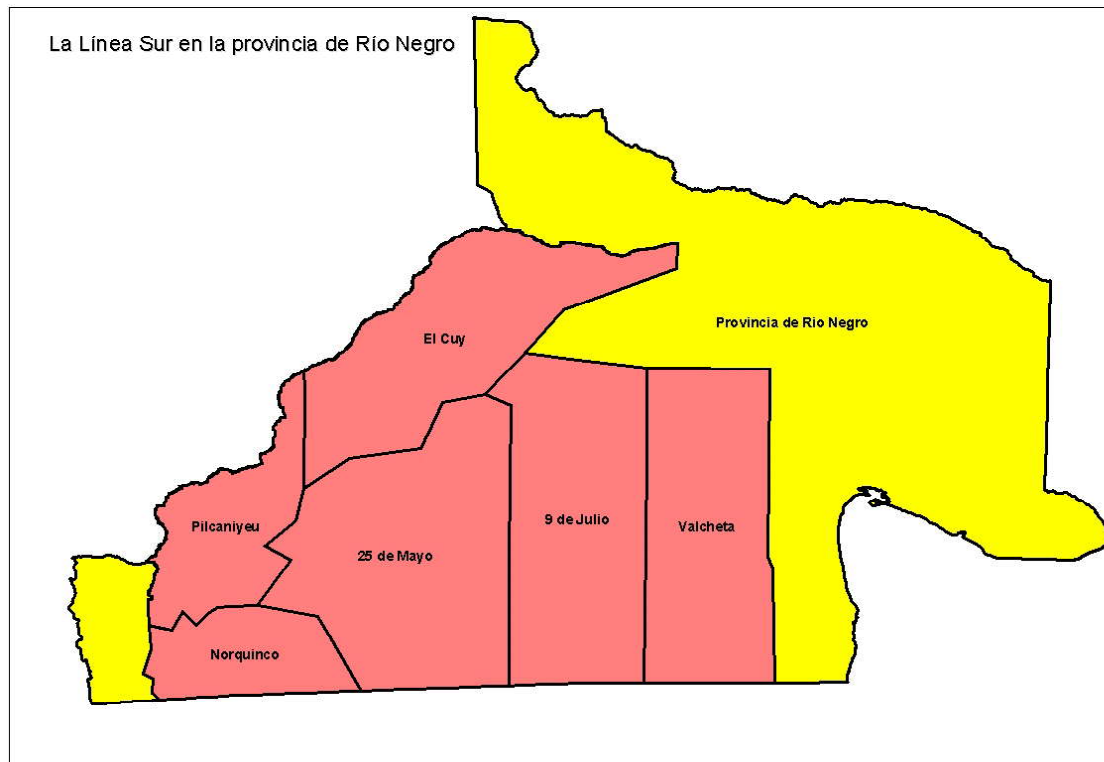 La Línea Sur en la provincia de Río Negro
Provincia de Rio Negro
El Cuy
Pilcaniyeu
25 de Mayo
9 de Julio
Valcheta
Norquinco